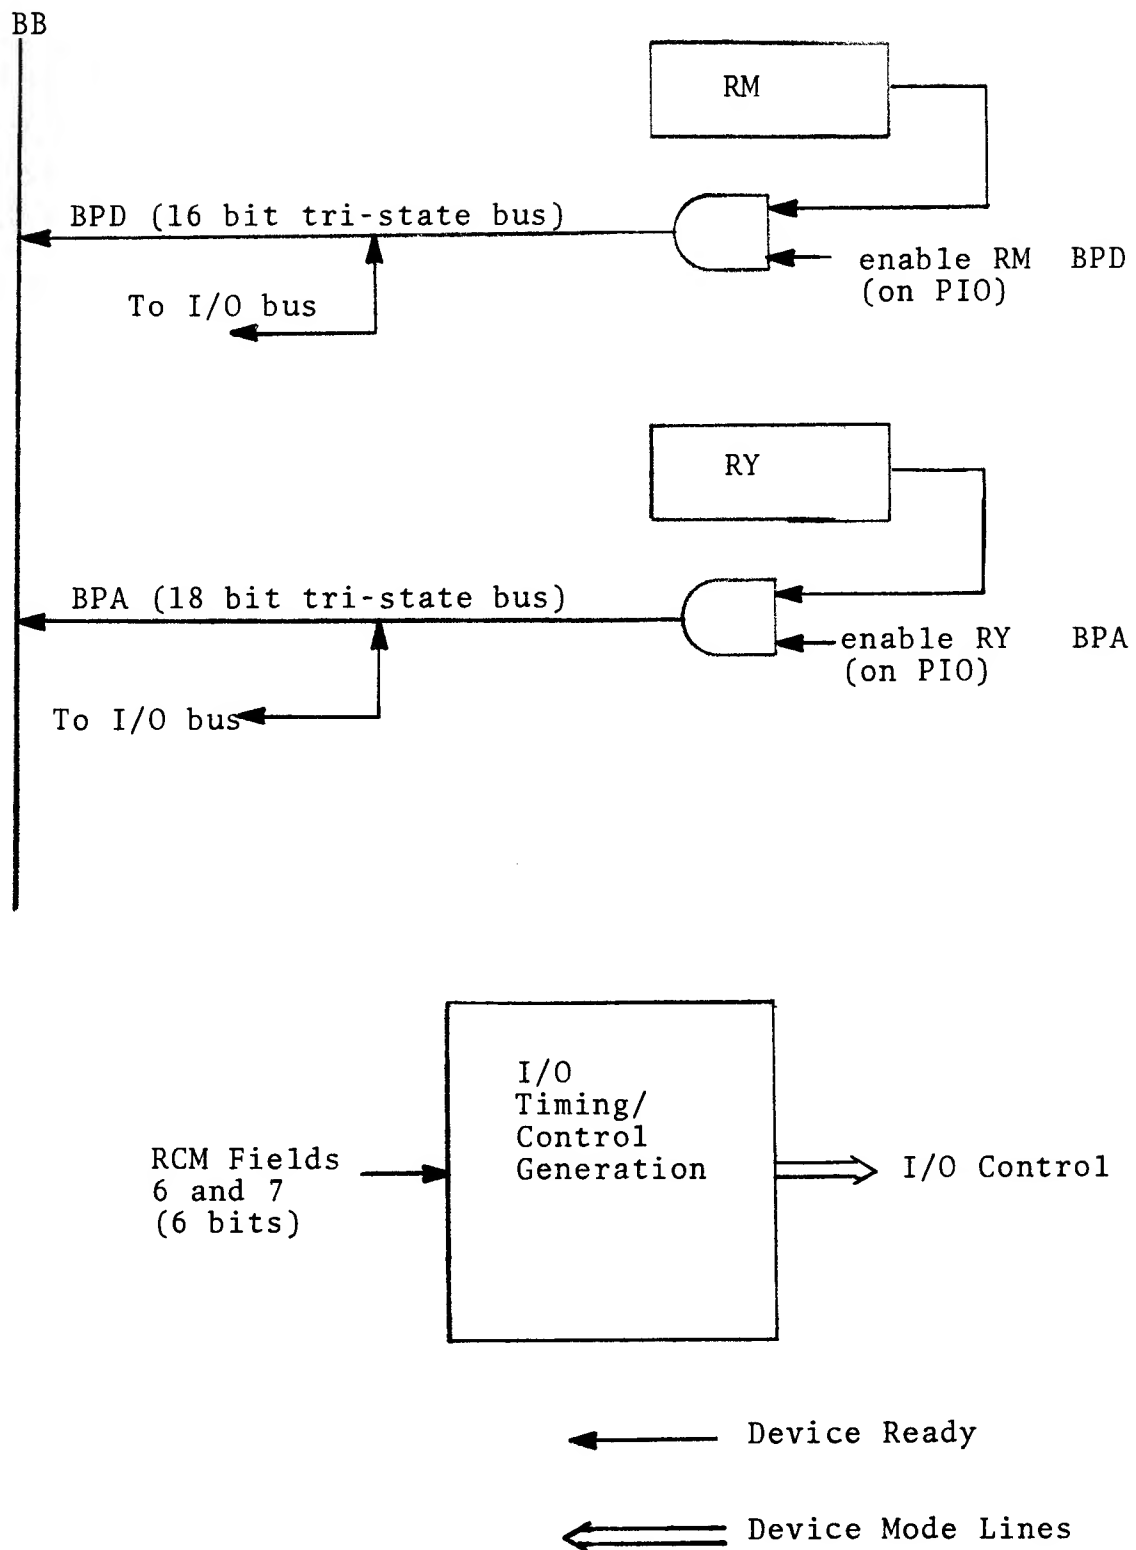 BB
RM
BPD (16 bit tri-state bus)
enable RM BPD
(on PIO)
To I/O bus
RY
BPA (18 bit tri-state bus)
enable RY BPA
(on PIO)
To I/O bus
I/O
Timing/
Control
Generation
RCM Fields
6 and 7
(6 bits)
I/O Control
Device Ready
Device Mode Lines